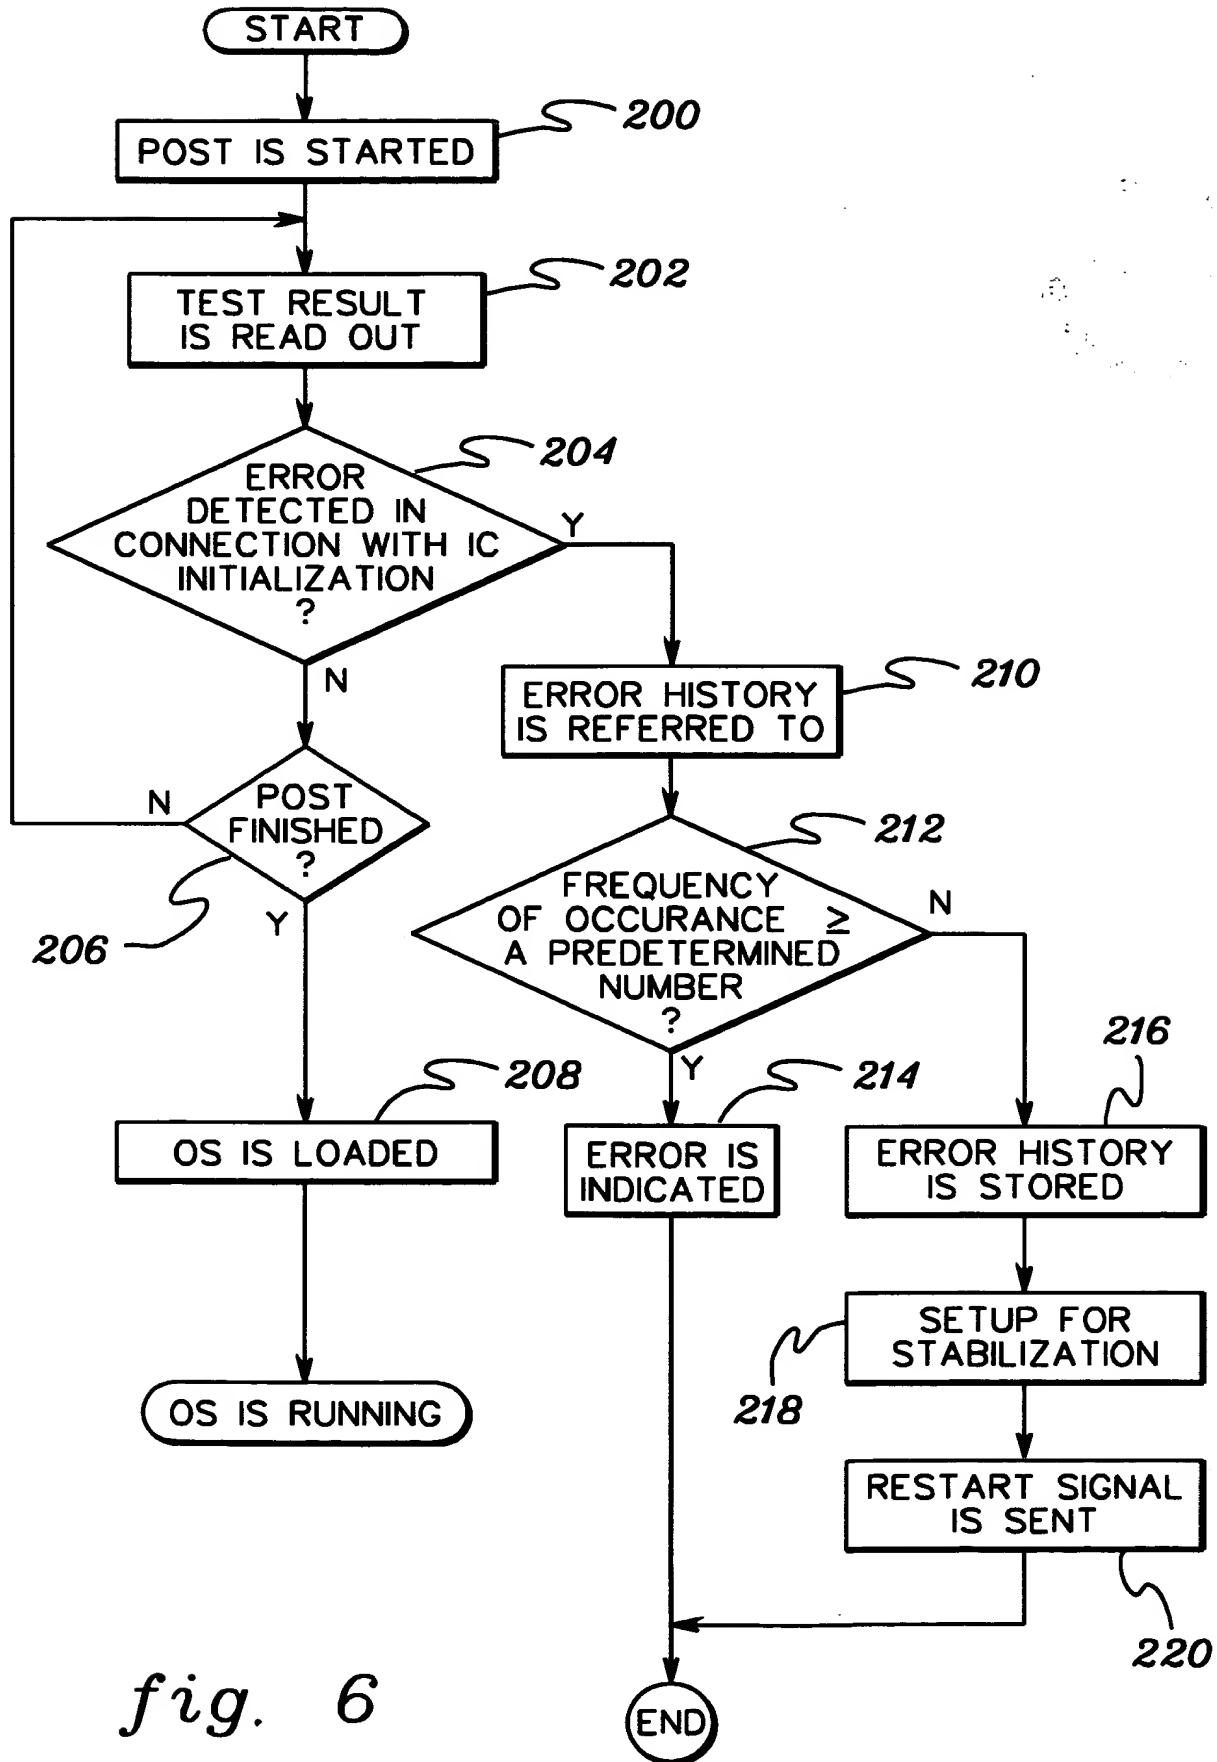 START
200
POST IS STARTED
202
TEST RESULT
IS READ OUT
204
ERROR
DETECTED IN
CONNECTION WITH IC
INITIALIZATION
?
Y
N
210
ERROR HISTORY
IS REFERRED TO
N
POST
FINISHED
?
206
Y
212
FREQUENCY
OF OCCURANCE ≥
A PREDETERMINED
NUMBER
?
N
Y
208
OS IS LOADED
214
ERROR IS
INDICATED
216
ERROR HISTORY
IS STORED
218
SETUP FOR
STABILIZATION
OS IS RUNNING
RESTART SIGNAL
IS SENT
220
END
fig. 6